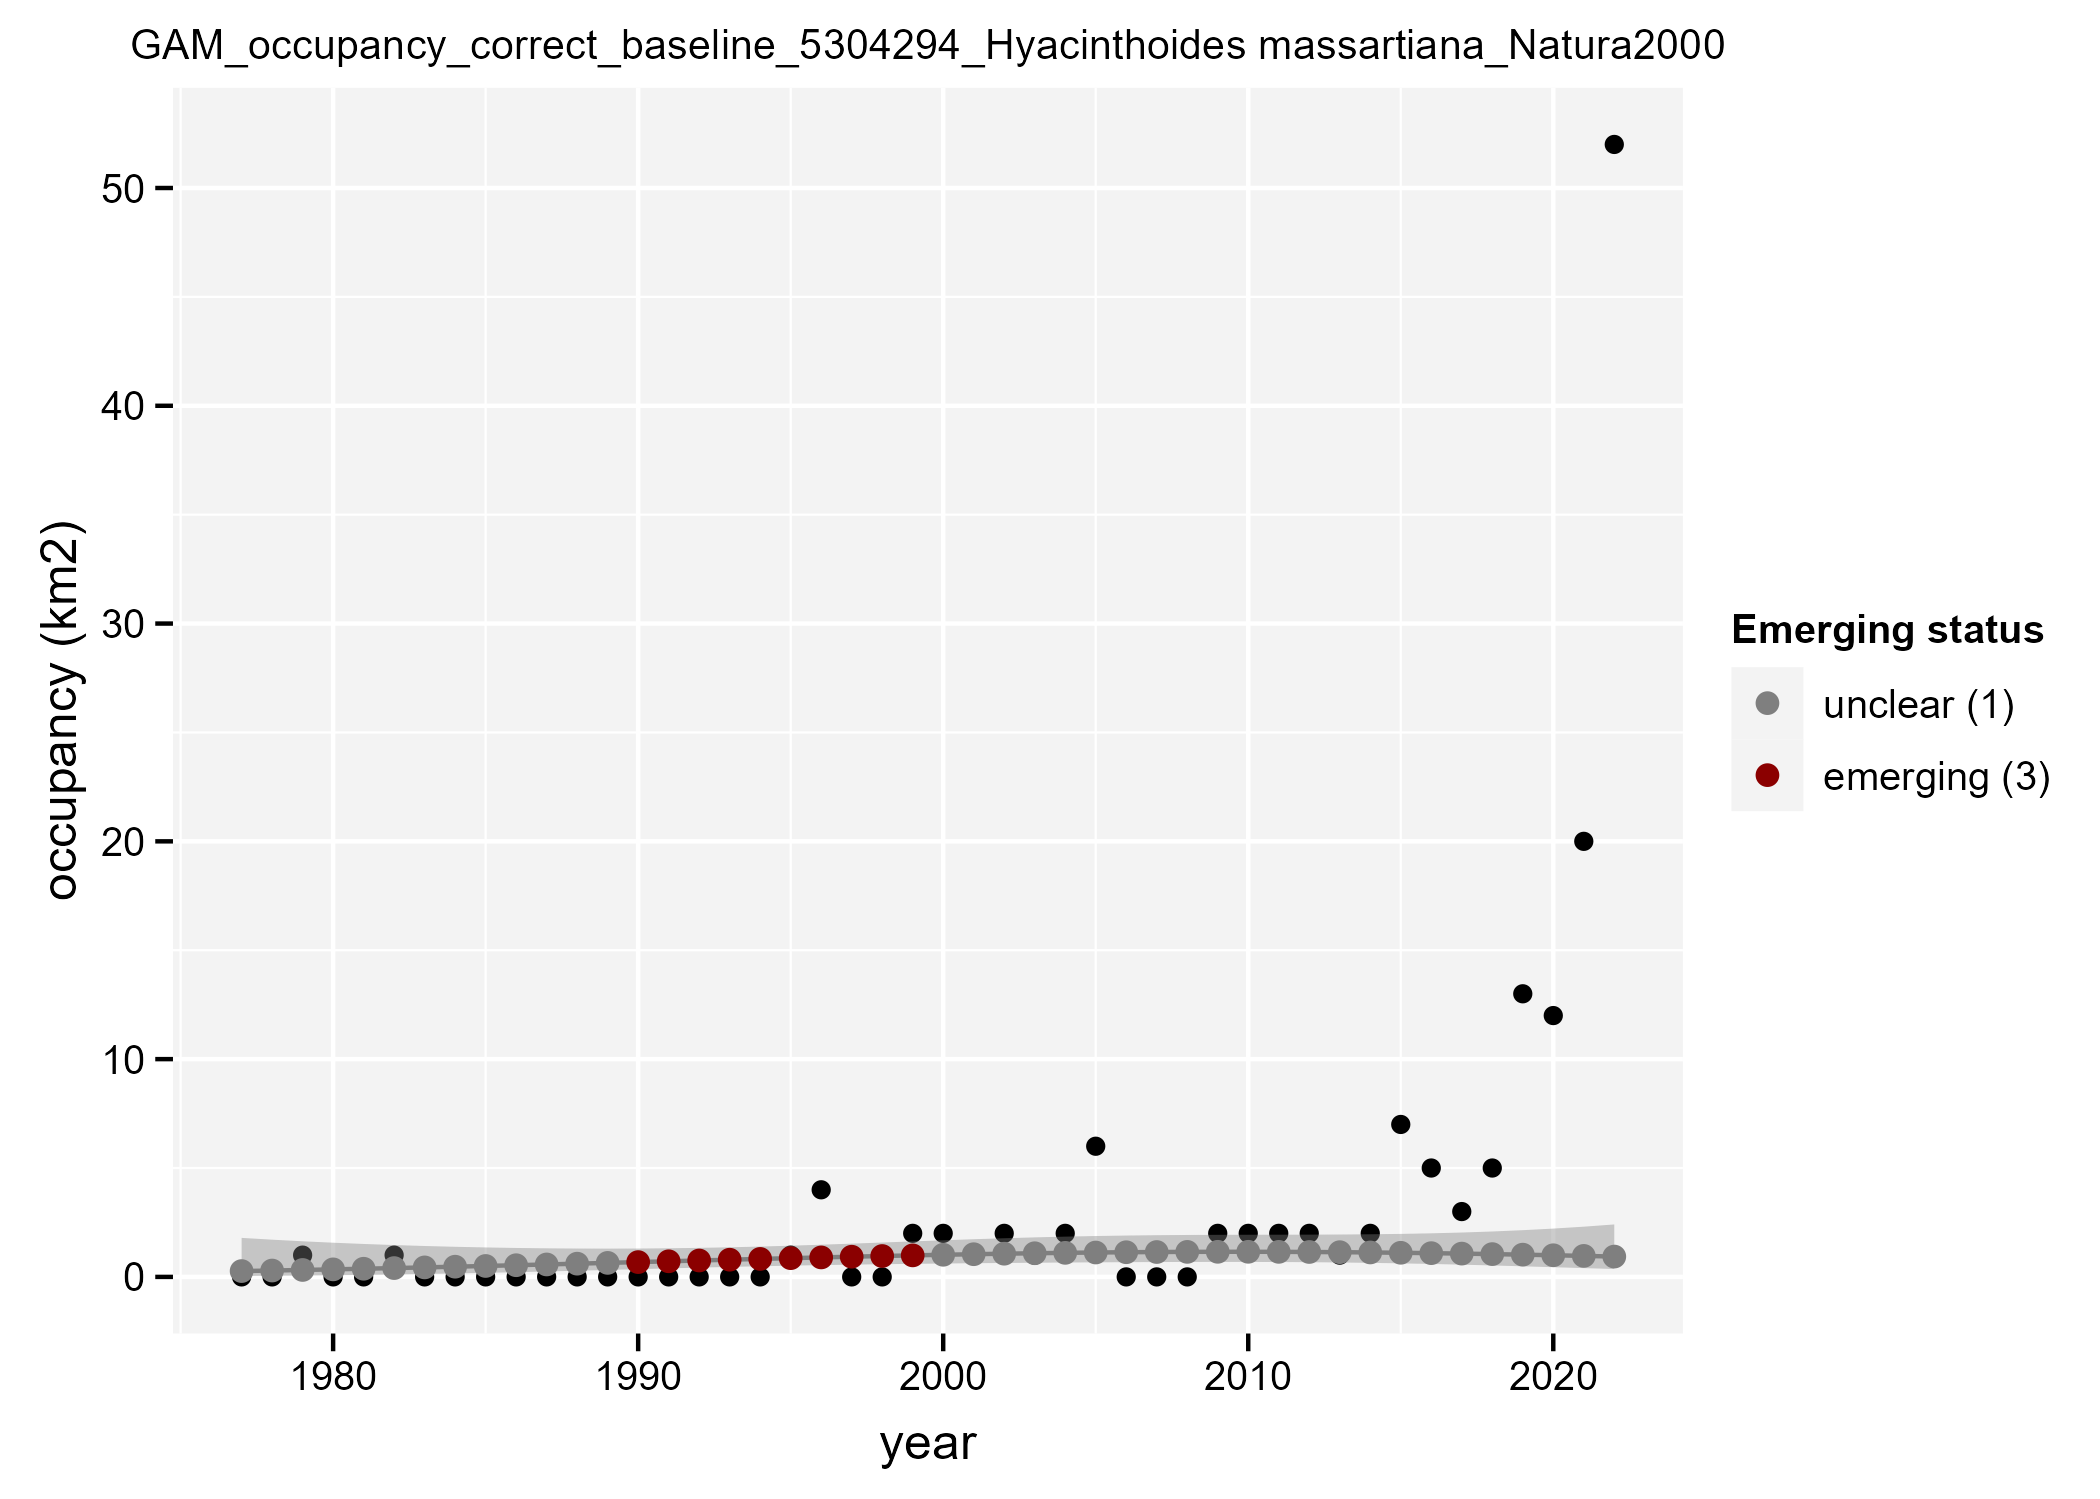 GAM_occupancy_correct_baseline_5304294_Hyacinthoides massartiana_Natura2000
50
40
30
20
10
0
occupancy (km2)
1980 1990 2000 2010 2020
year
Emerging status
unclear (1)
emerging (3)